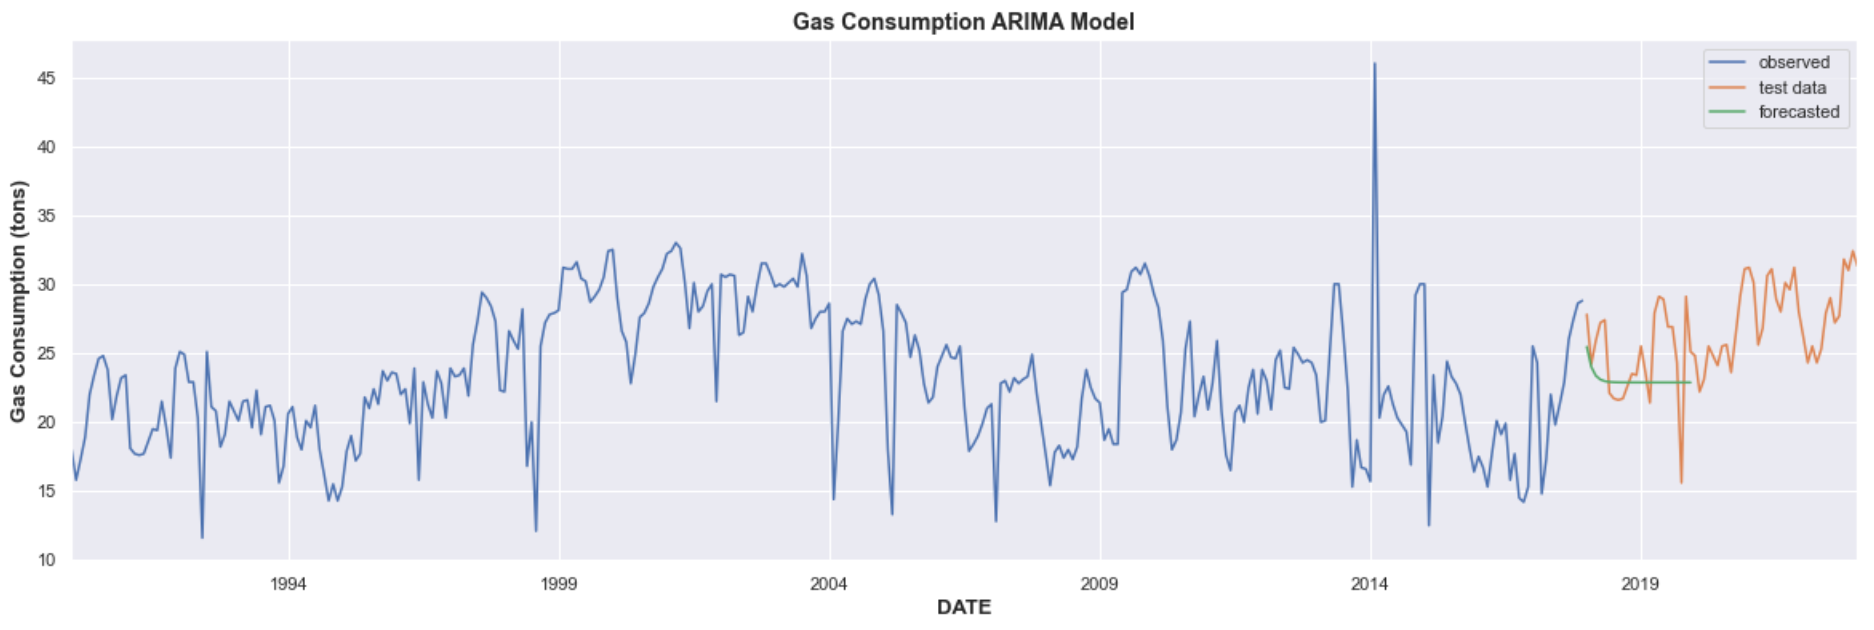 Gas Consumption ARIMA Model
observed
test data
forecasted
Gas Consumption (tons)
45
40
35
30
25
20
15
10
1994
1999
2004
2009
2014
2019
DATE